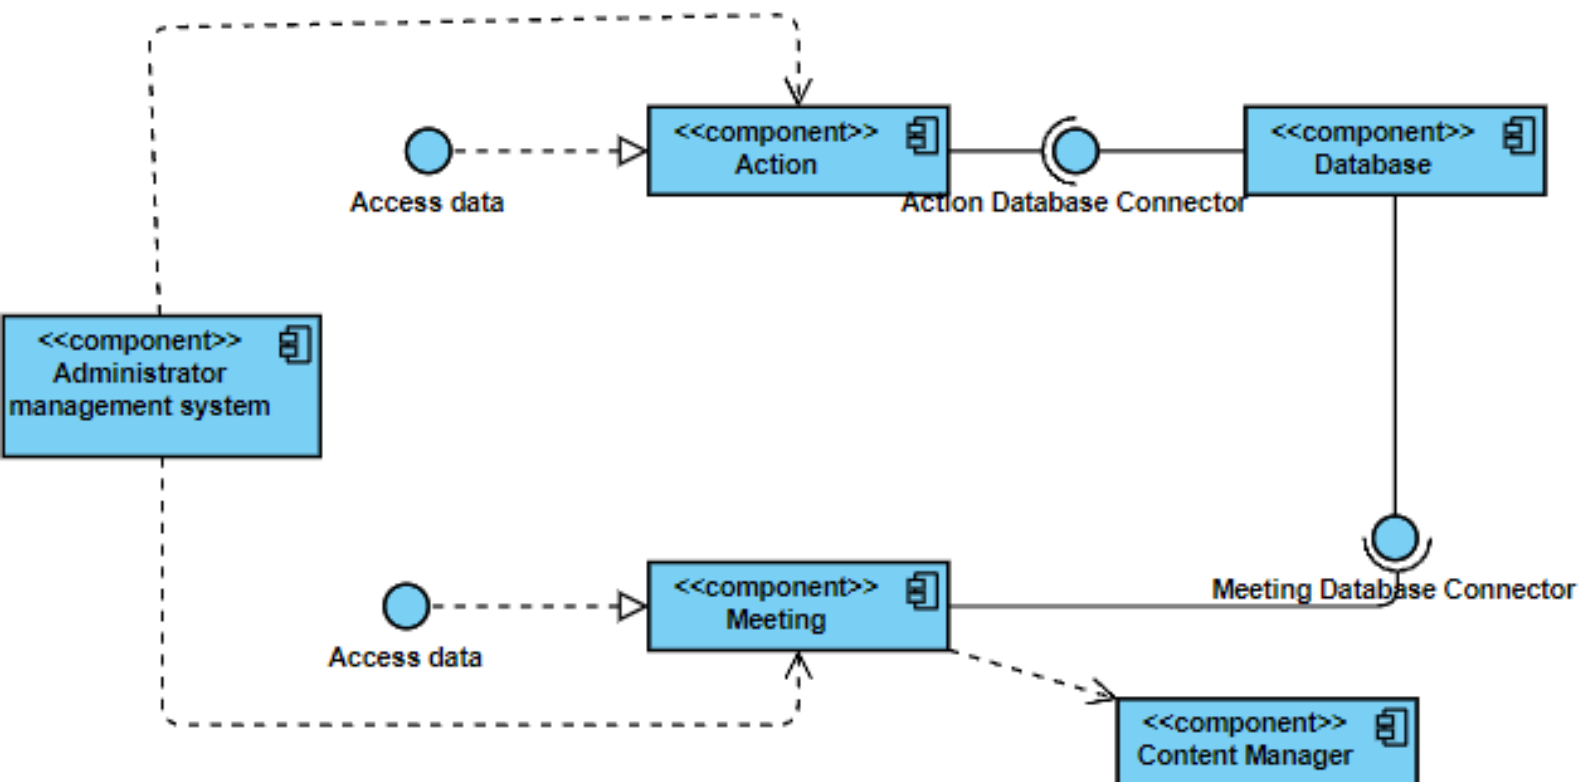 <<component>>
Action
<<component>>
Database
Access data
Action Database Connector
<<component>>
Administrator
management system
<<component>>
Meeting
Meeting Database Connector
Access data
<<component>>
Content Manager